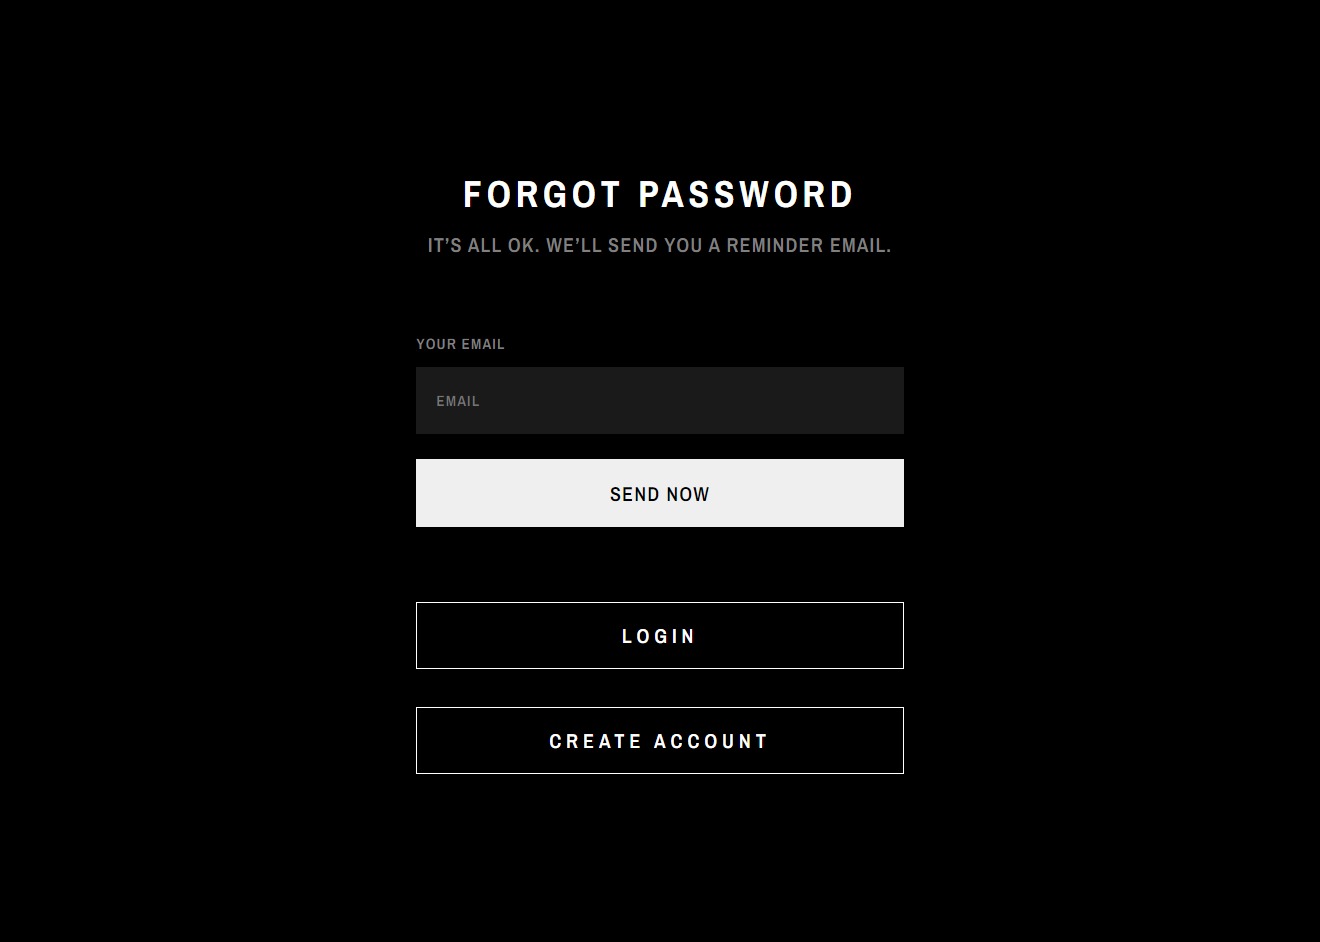 FORGOT PASSWORD
IT’S ALL OK. WE’LL SEND YOU A REMINDER EMAIL.
YOUR EMAIL
EMAIL
SEND NOW
LOGIN
CREATE ACCOUNT